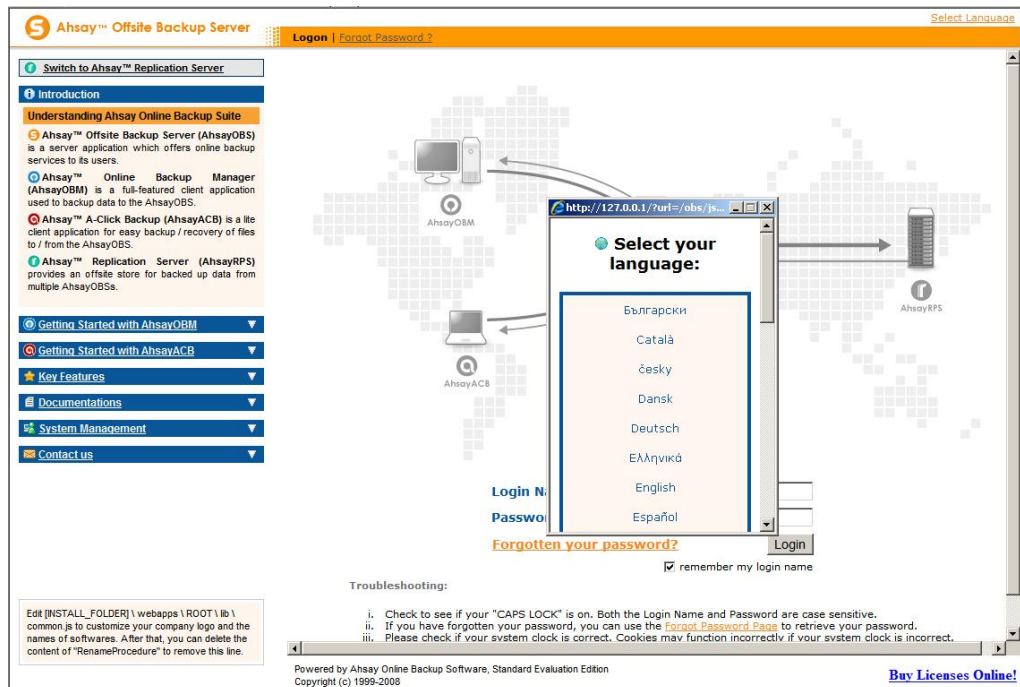 Ahsay™ Offsite Backup Server
Select Language
Logon | Forgot Password ?
Switch to Ahsay™ Replication Server
Introduction
Understanding Ahsay Online Backup Suite
Ahsay™ Offsite Backup Server (AhsayOBS)
is a server application which offers online backup
services to its users.
Ahsay™ Online Backup Manager
(AhsayOBM) is a full-featured client application
used to backup data to the AhsayOBS.
Ahsay™ A-Click Backup (AhsayACB) is a lite
client application for easy backup / recovery of files
to / from the AhsayOBS.
Ahsay™ Replication Server (AhsayRPS)
provides an offsite store for backed up data from
multiple AhsayOBSs.
Getting Started with AhsayOBM
Getting Started with AhsayACB
Key Features
Documentations
System Management
Contact us
Edit [INSTALL_FOLDER] \ webapps \ ROOT \ lib \
common.js to customize your company logo and the
names of softwares. After that, you can delete the
content of "RenameProcedure" to remove this line.
AhsayOBM
AhsayACB
AhsayRPS
http://127.0.0.1/?url=/obs/js...
Select your
language:
Български
Català
česky
Dansk
Deutsch
Ελληνικά
English
Español
Login N
Passwo
Forgotten your password?
Login
remember my login name
Troubleshooting:
i. Check to see if your "CAPS LOCK" is on. Both the Login Name and Password are case sensitive.
ii. If you have forgotten your password, you can use the Forgot Password Page to retrieve your password.
iii. Please check if your system clock is correct. Cookies may function incorrectly if your system clock is incorrect.
Powered by Ahsay Online Backup Software, Standard Evaluation Edition
Copyright (c) 1999-2008
Buy Licenses Online!